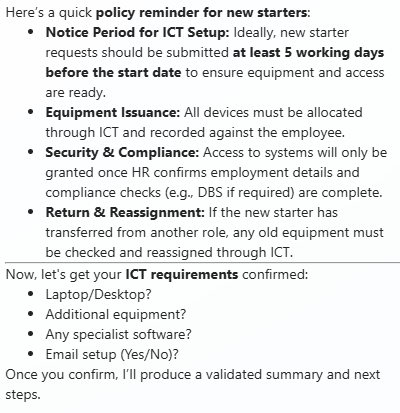 Here's a quick policy reminder for new starters:
• Notice Period for ICT Setup: Ideally, new starter
requests should be submitted at least 5 working days
before the start date to ensure equipment and access
are ready.
• Equipment Issuance: All devices must be allocated
through ICT and recorded against the employee.
• Security & Compliance: Access to systems will only be
granted once HR confirms employment details and
compliance checks (e.g., DBS if required) are complete.
• Return & Reassignment: If the new starter has
transferred from another role, any old equipment must
be checked and reassigned through ICT.
Now, let's get your ICT requirements confirmed:
• Laptop/Desktop?
• Additional equipment?
• Any specialist software?
• Email setup (Yes/No)?
Once you confirm, I'll produce a validated summary and next
steps.